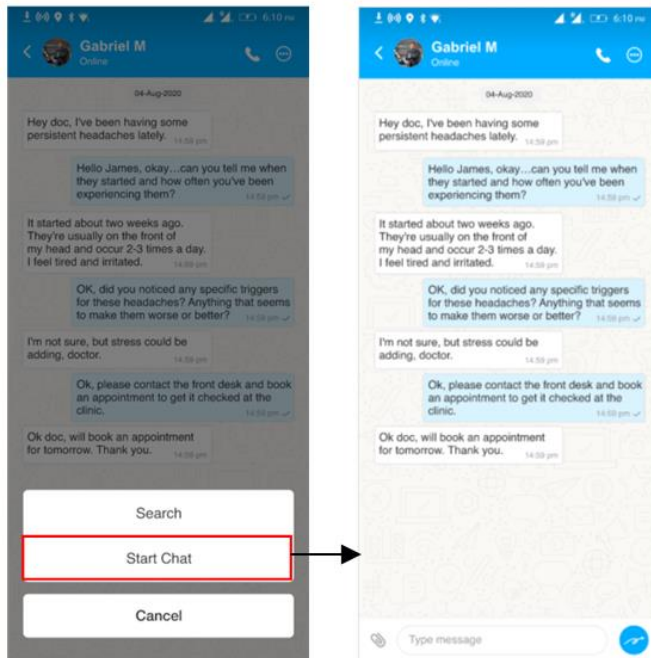 6:10 PM
Gabriel M
Online
04-Aug-2020
Hey doc, I've been having some
persistent headaches lately. 14:59 pm
Hello James, okay…can you tell me when
they started and how often you've been
experiencing them? 14:59 pm
It started about two weeks ago.
They're usually on the front of
my head and occur 2-3 times a day.
I feel tired and irritated. 14:59 pm
OK, did you noticed any specific triggers
for these headaches? Anything that seems
to make them worse or better? 14:59 pm
I'm not sure, but stress could be
adding, doctor. 14:59 pm
Ok, please contact the front desk and book
an appointment to get it checked at the
clinic. 14:59 pm
Ok doc, will book an appointment
for tomorrow. Thank you. 14:59 pm
Search
Start Chat
Cancel
6:10 PM
Gabriel M
Online
04-Aug-2020
Hey doc, I've been having some
persistent headaches lately. 14:59 pm
Hello James, okay…can you tell me when
they started and how often you've been
experiencing them? 14:59 pm
It started about two weeks ago.
They're usually on the front of
my head and occur 2-3 times a day.
I feel tired and irritated. 14:59 pm
OK, did you noticed any specific triggers
for these headaches? Anything that seems
to make them worse or better? 14:59 pm
I'm not sure, but stress could be
adding, doctor. 14:59 pm
Ok, please contact the front desk and book
an appointment to get it checked at the
clinic. 14:59 pm
Ok doc, will book an appointment
for tomorrow. Thank you. 14:59 pm
Type message